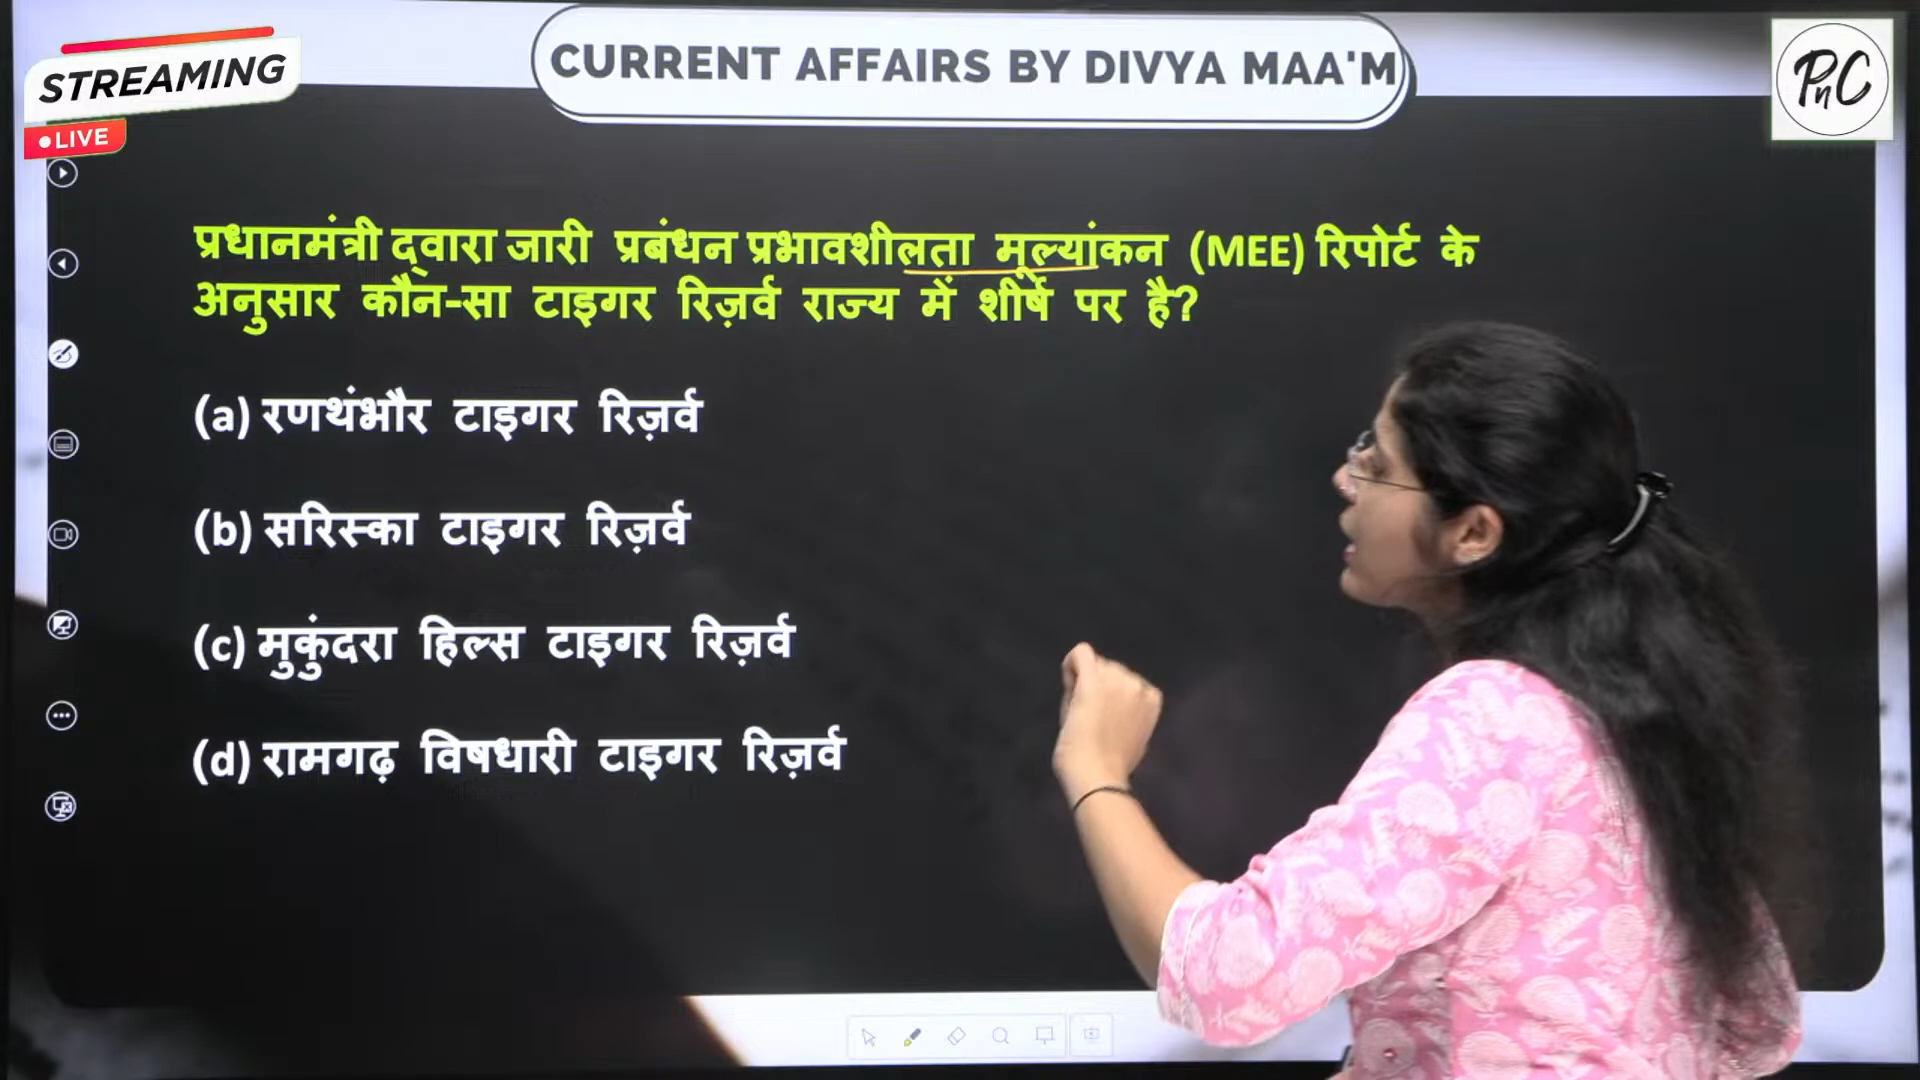 STREAMING
LIVE
CURRENT AFFAIRS BY DIVYA MAA'M
PnC
प्रधानमंत्री द्वारा जारी प्रबंधन प्रभावशीलता मूल्यांकन (MEE) रिपोर्ट के
अनुसार कौन-सा टाइगर रिज़र्व राज्य में शीर्ष पर है?
(a) रणथंभौर टाइगर रिज़र्व
(b) सरिस्का टाइगर रिज़र्व
(c) मुकुंदरा हिल्स टाइगर रिज़र्व
(d) रामगढ़ विषधारी टाइगर रिज़र्व